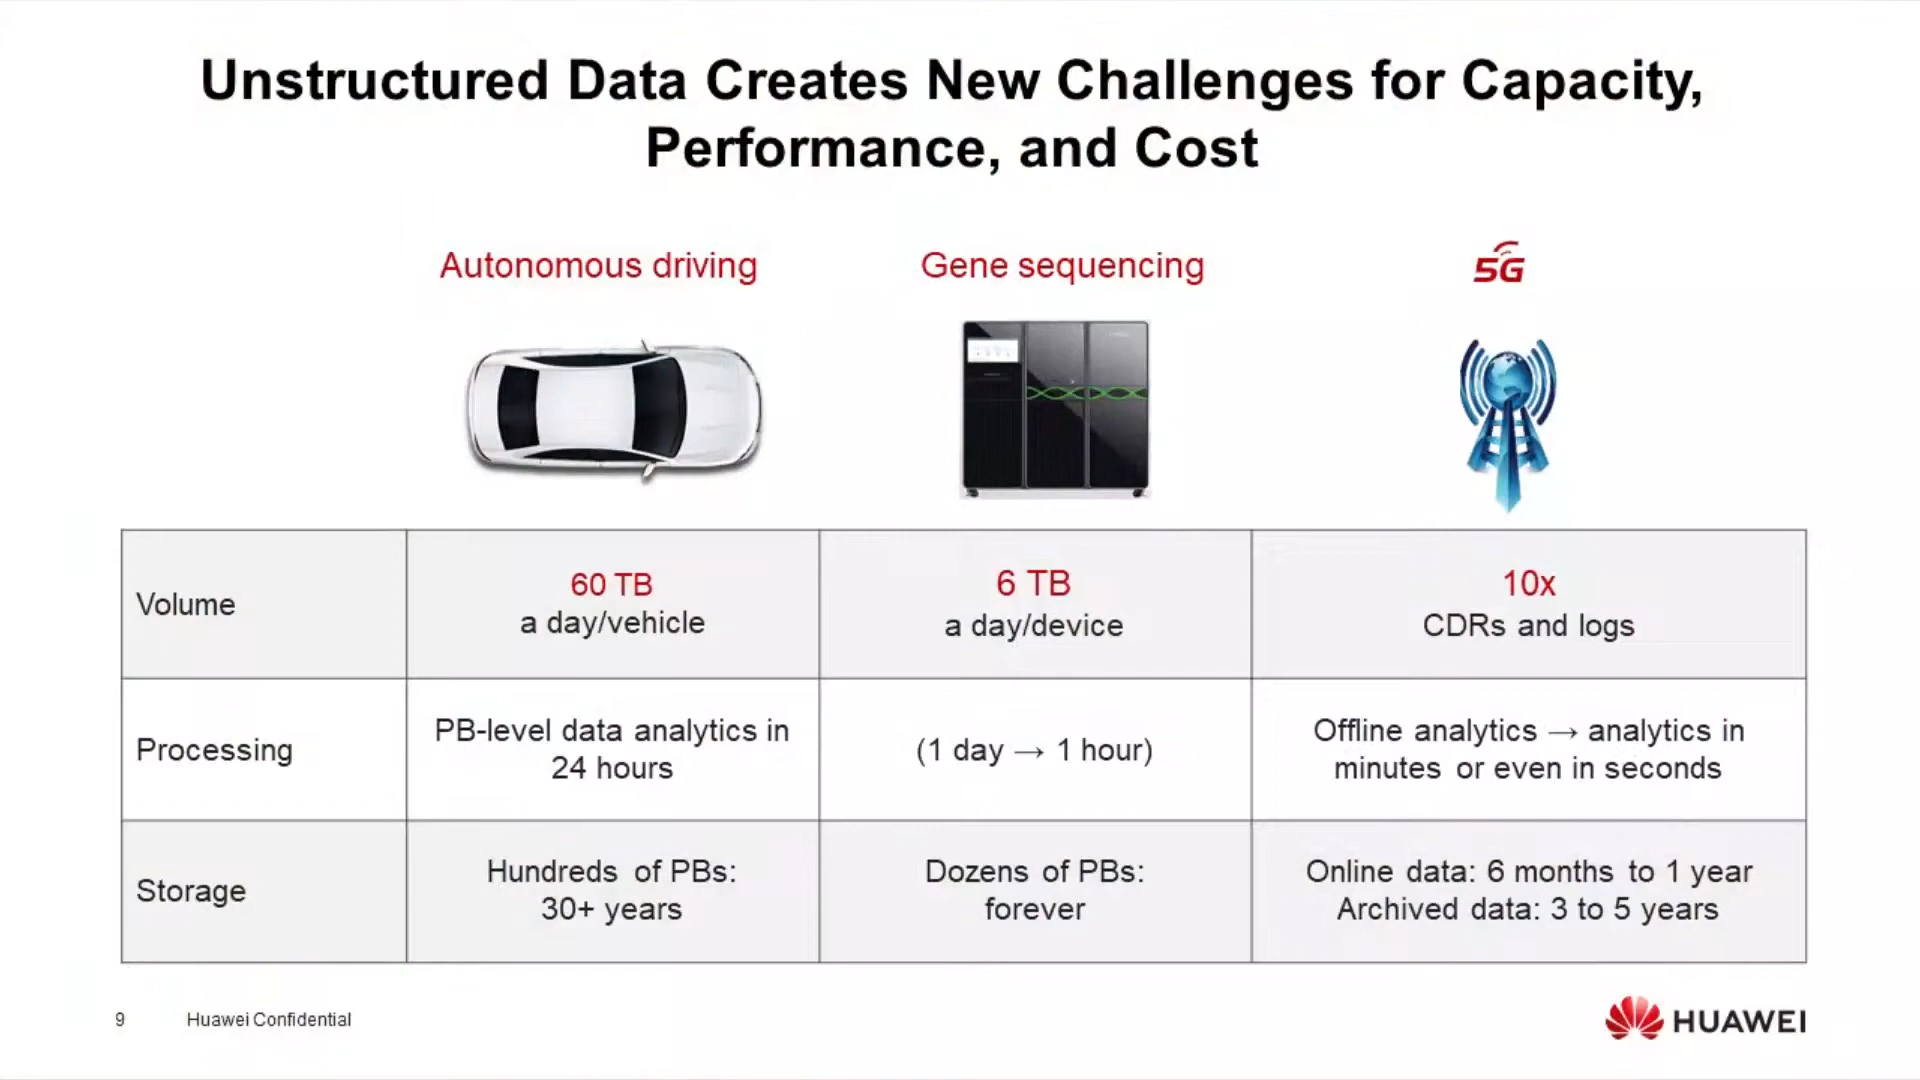 Unstructured Data Creates New Challenges for Capacity,
Performance, and Cost
Autonomous driving
Gene sequencing
5G
Volume
60 TB
a day/vehicle
6 TB
a day/device
10x
CDRs and logs
Processing
PB-level data analytics in
24 hours
(1 day → 1 hour)
Offline analytics → analytics in
minutes or even in seconds
Storage
Hundreds of PBs:
30+ years
Dozens of PBs:
forever
Online data: 6 months to 1 year
Archived data: 3 to 5 years
9
Huawei Confidential
HUAWEI